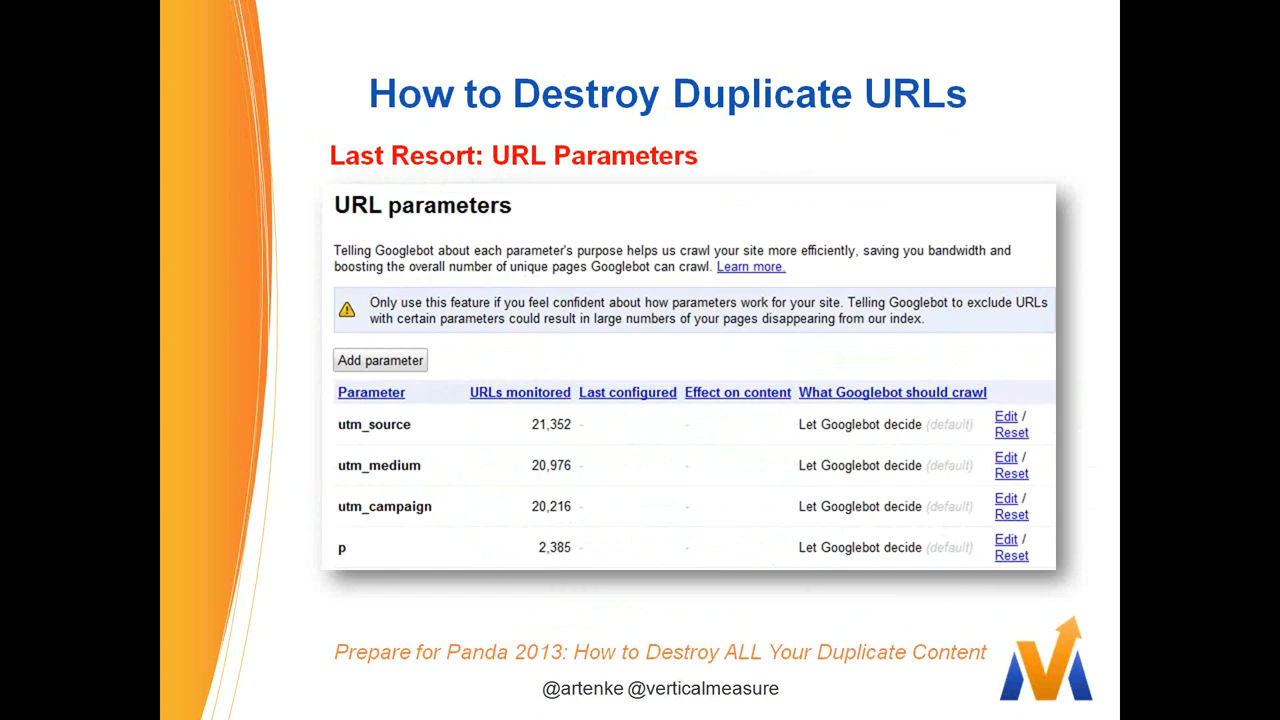 How to Destroy Duplicate URLs
Last Resort: URL Parameters
URL parameters
Telling Googlebot about each parameter's purpose helps us crawl your site more efficiently, saving you bandwidth and
boosting the overall number of unique pages Googlebot can crawl. Learn more.
Only use this feature if you feel confident about how parameters work for your site. Telling Googlebot to exclude URLs
with certain parameters could result in large numbers of your pages disappearing from our index.
Add parameter
Parameter URLs monitored Last configured Effect on content What Googlebot should crawl
utm_source 21,352 - - Let Googlebot decide (default) Edit /
Reset
utm_medium 20,976 - - Let Googlebot decide (default) Edit /
Reset
utm_campaign 20,216 - - Let Googlebot decide (default) Edit /
Reset
p 2,385 - - Let Googlebot decide (default) Edit /
Reset
Prepare for Panda 2013: How to Destroy ALL Your Duplicate Content
@artenke @verticalmeasure